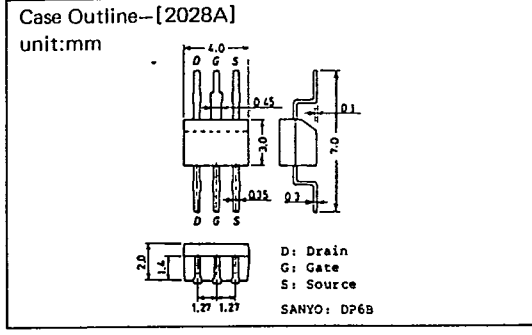 Case Outline--[2028A]
unit:mm
4.0
D G S
0.45
3.0
0.1
7.0
0.3
0.35
D G S
2.0
1.4
1.27 1.27
D: Drain
G: Gate
S: Source
SANYO: DP6B